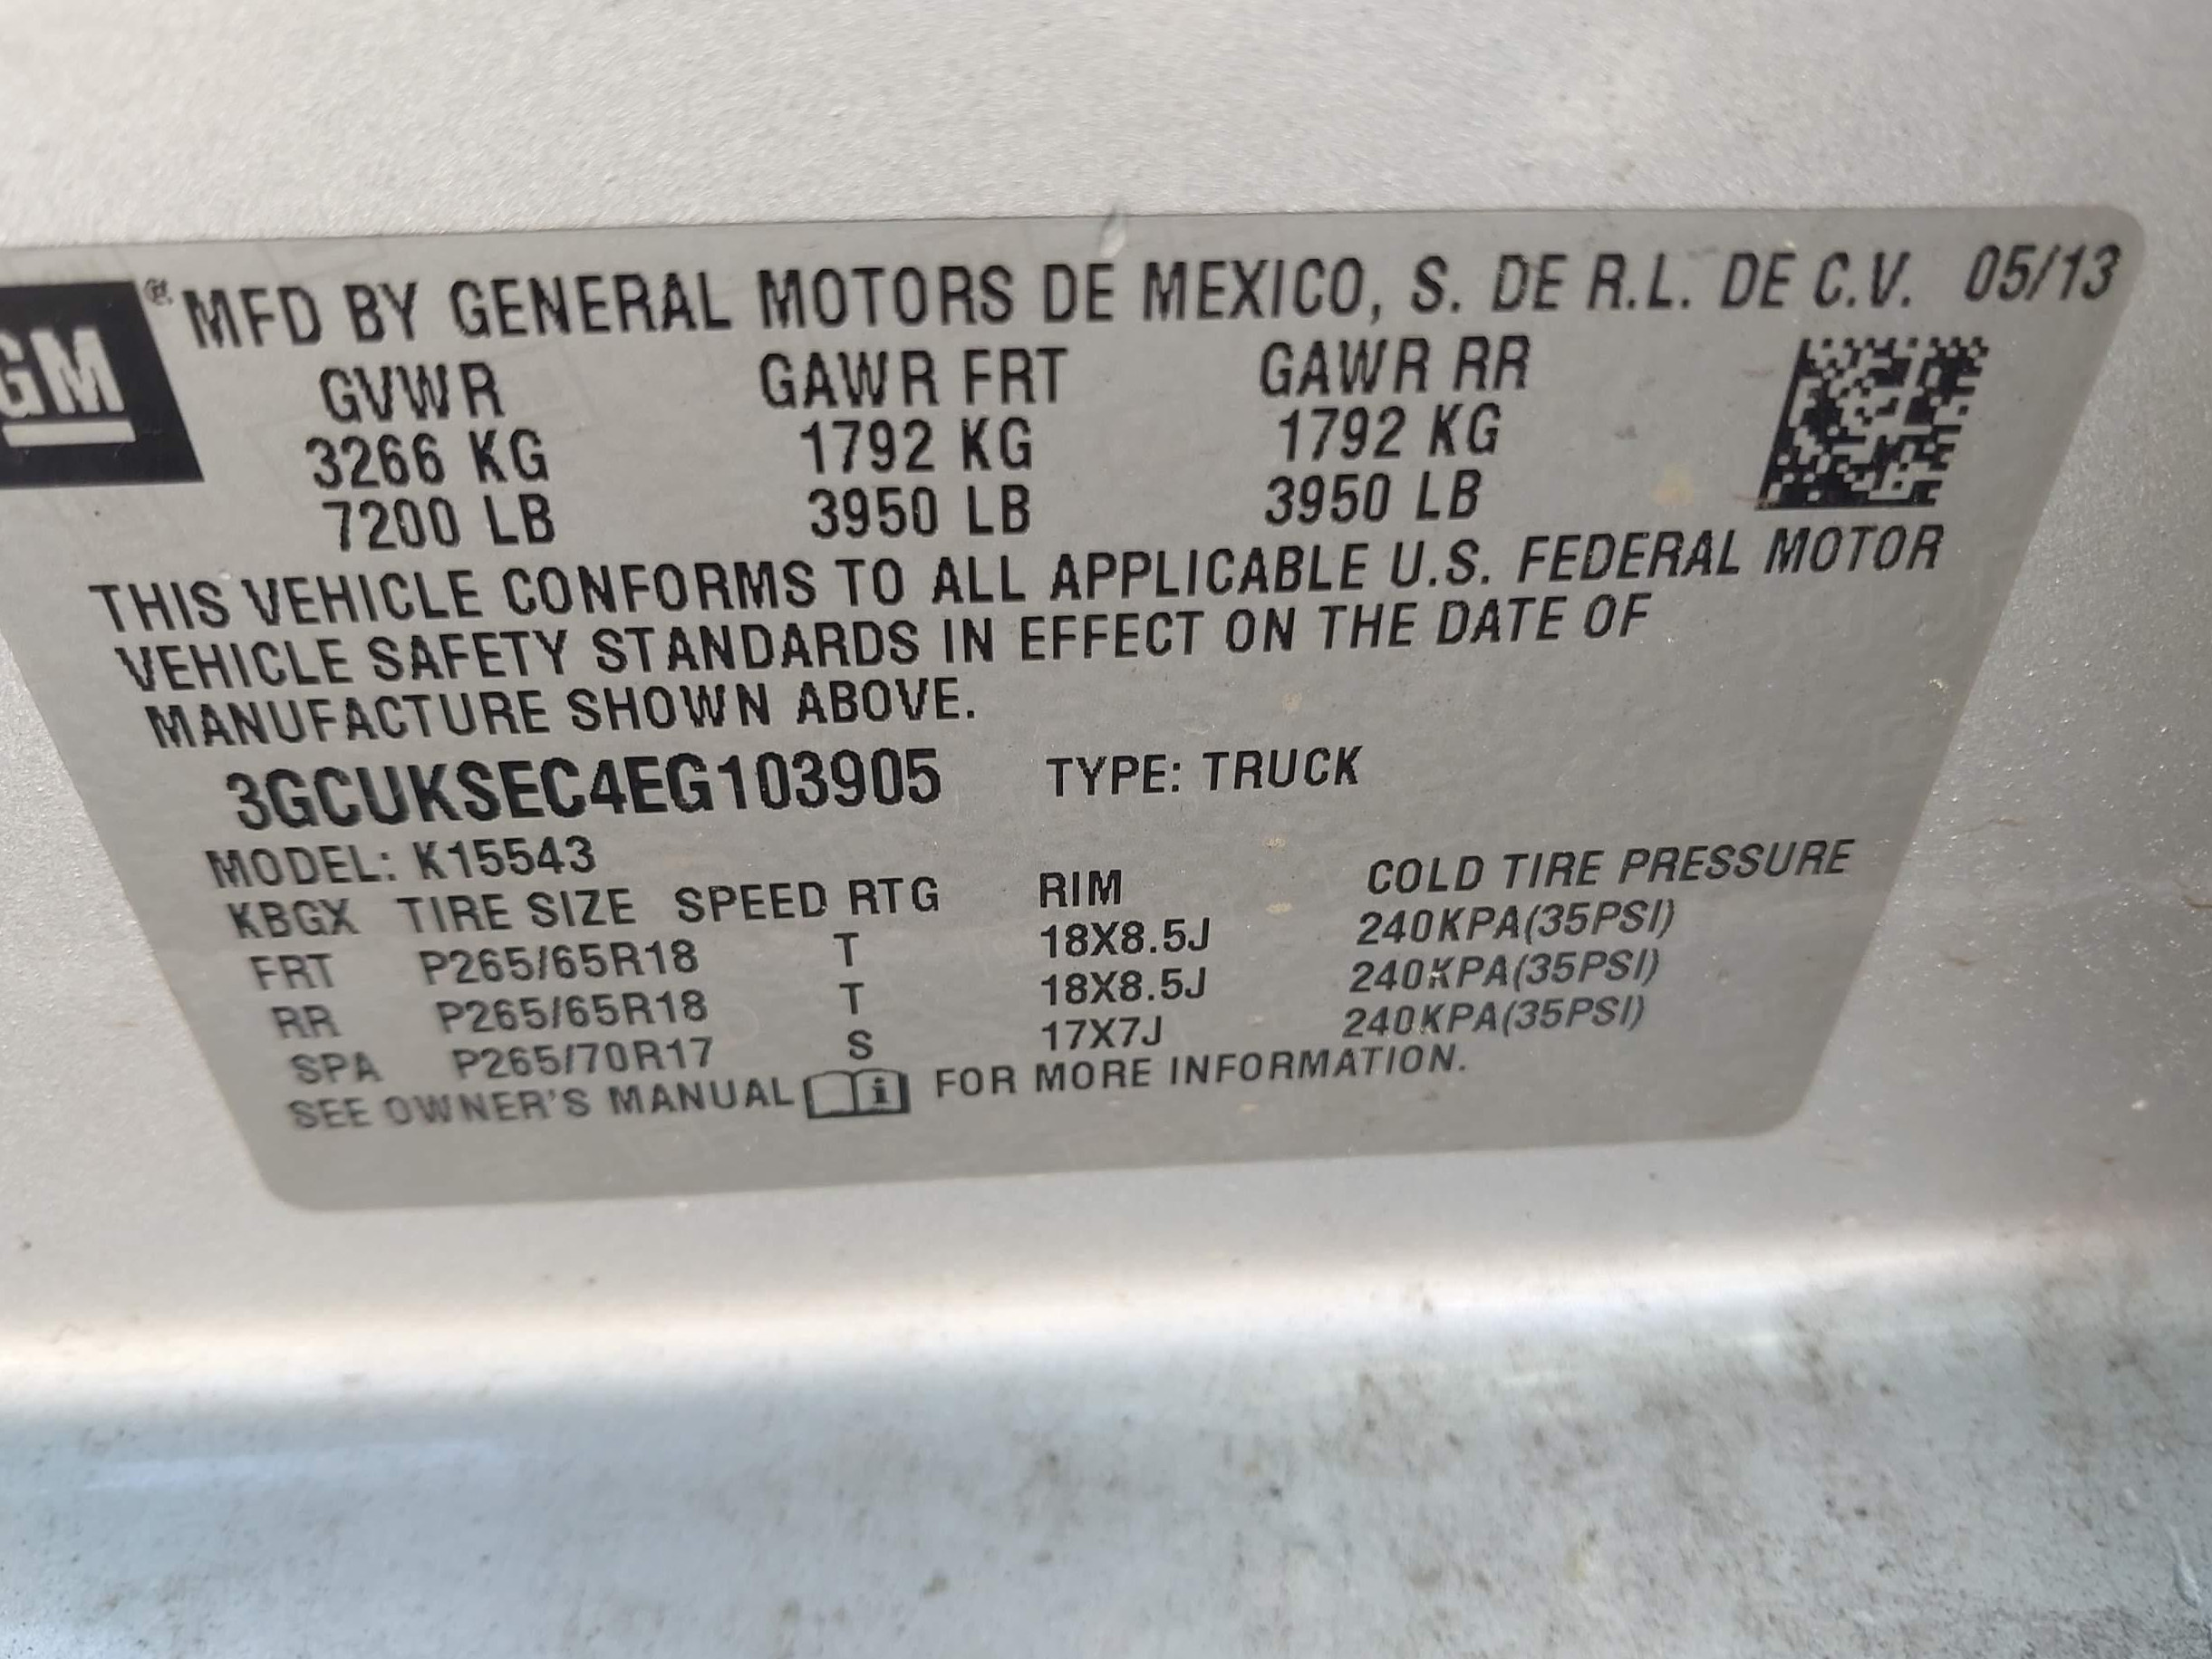 GM
® MFD BY GENERAL MOTORS DE MEXICO, S. DE R.L. DE C.V. 05/13
GVWR GAWR FRT GAWR RR
3266 KG 1792 KG 1792 KG
7200 LB 3950 LB 3950 LB
THIS VEHICLE CONFORMS TO ALL APPLICABLE U.S. FEDERAL MOTOR
VEHICLE SAFETY STANDARDS IN EFFECT ON THE DATE OF
MANUFACTURE SHOWN ABOVE.
3GCUKSEC4EG103905 TYPE: TRUCK
MODEL: K15543
KBGX TIRE SIZE SPEED RTG RIM COLD TIRE PRESSURE
FRT P265/65R18 T 18X8.5J 240KPA(35PSI)
RR P265/65R18 T 18X8.5J 240KPA(35PSI)
SPA P265/70R17 S 17X7J 240KPA(35PSI)
SEE OWNER'S MANUAL i FOR MORE INFORMATION.